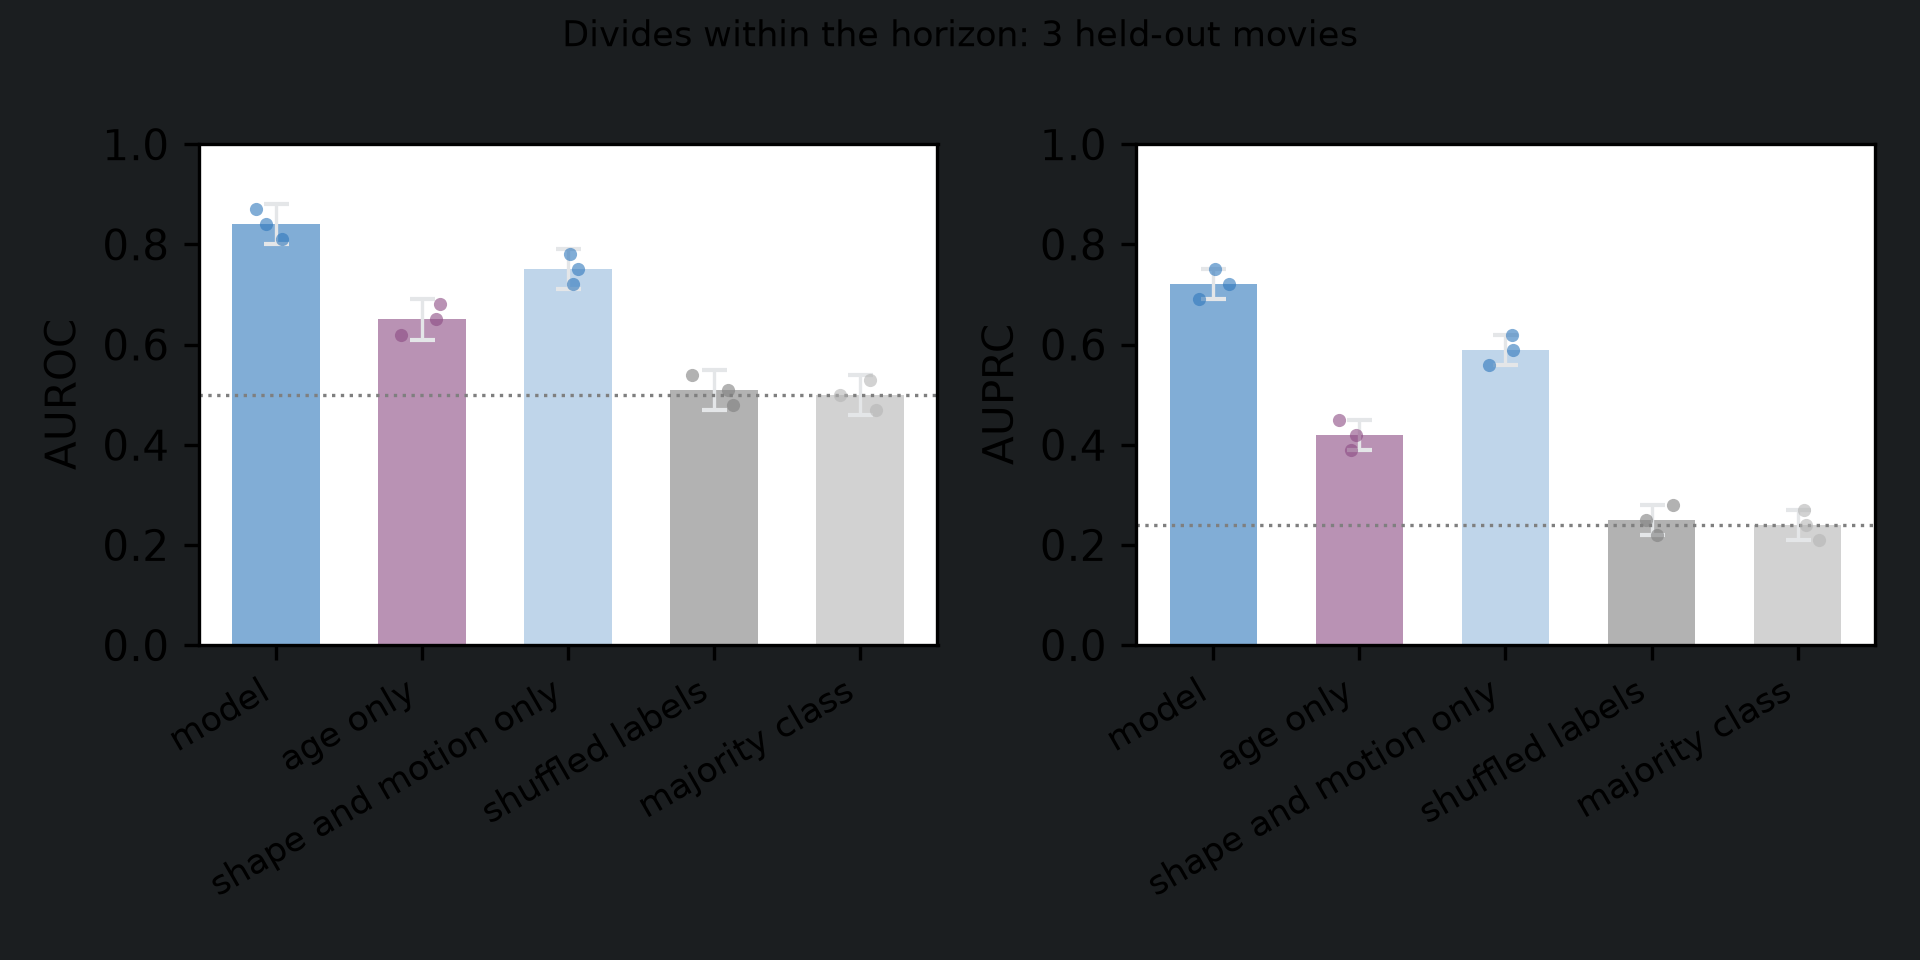 Divides within the horizon: 3 held-out movies
AUROC
1.0
0.8
0.6
0.4
0.2
0.0
model
age only
shape and motion only
shuffled labels
majority class
AUPRC
1.0
0.8
0.6
0.4
0.2
0.0
model
age only
shape and motion only
shuffled labels
majority class